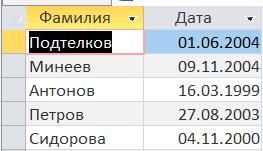 Фамилия Дата
Подтелков 01.06.2004
Минеев 09.11.2004
Антонов 16.03.1999
Петров 27.08.2003
Сидорова 04.11.2000